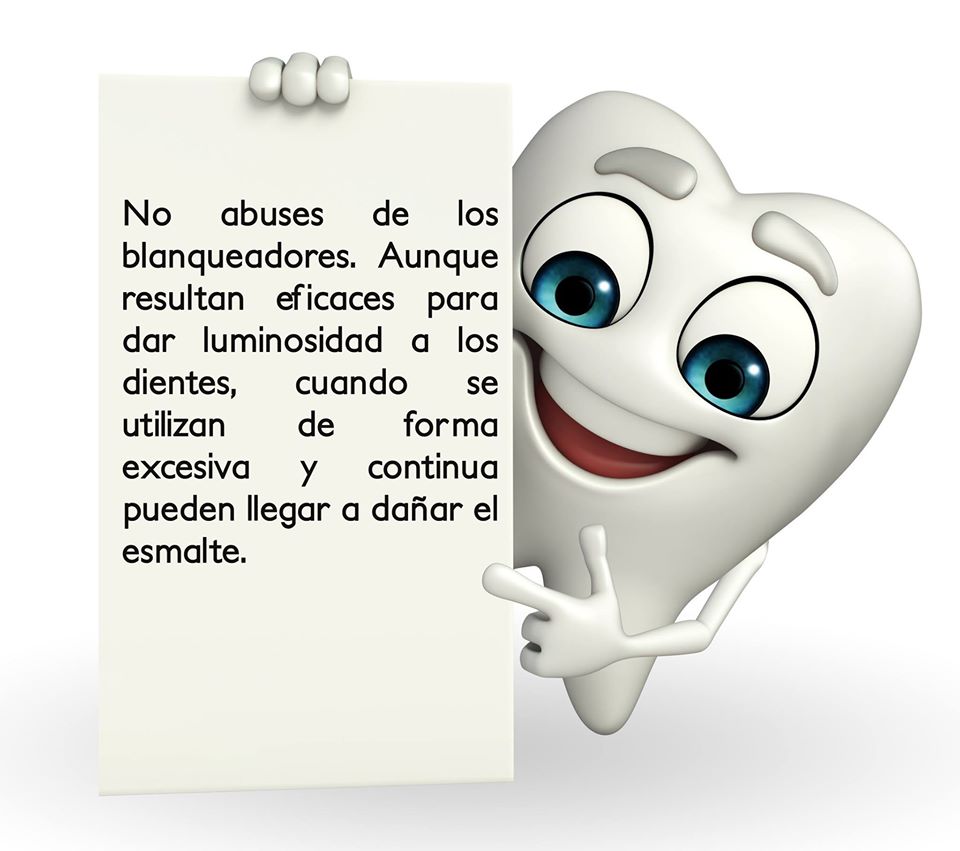 No abuses de los
blanqueadores. Aunque
resultan eficaces para
dar luminosidad a los
dientes, cuando se
utilizan de forma
excesiva y continua
pueden llegar a dañar el
esmalte.